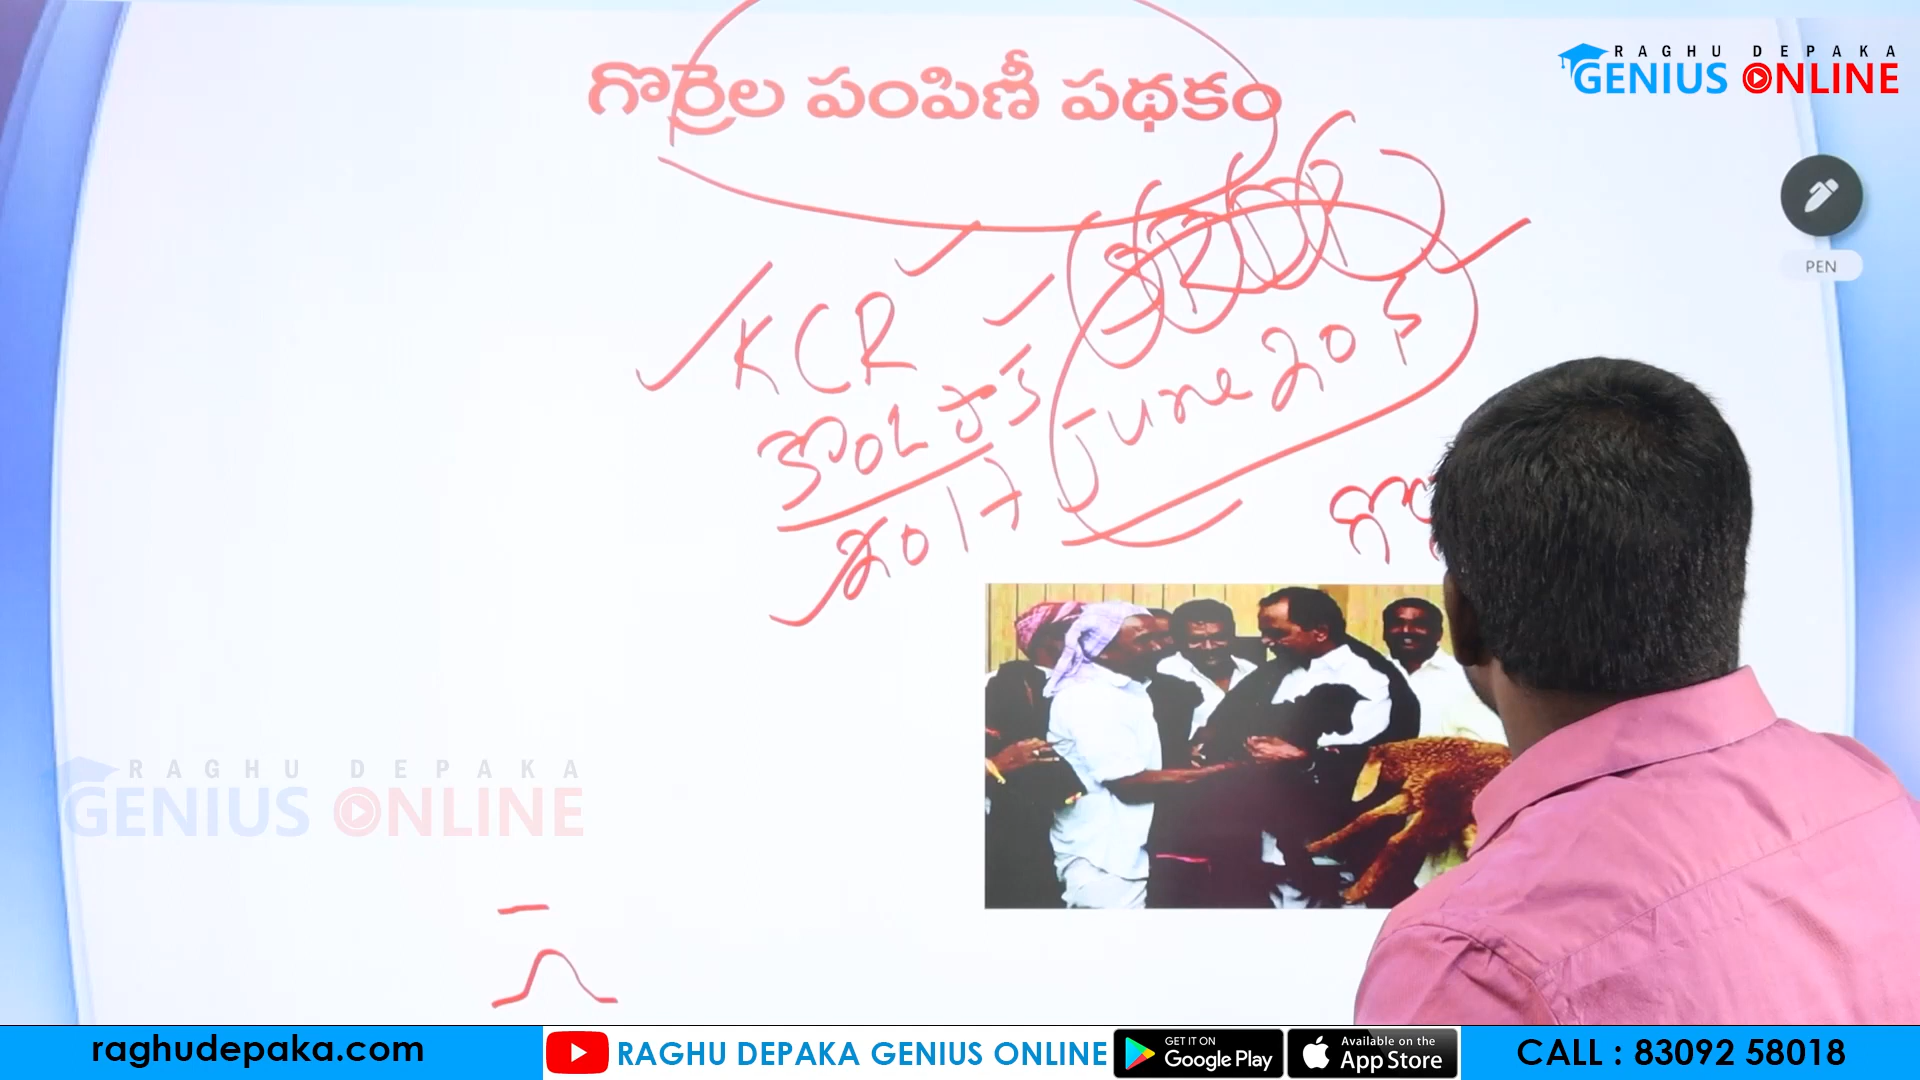 గొర్రెల పంపిణీ పథకం
RAGHU DEPAKA
GENIUS ONLINE
PEN
KCR
June 20న
2017
RAGHU DEPAKA
GENIUS ONLINE
raghudepaka.com
RAGHU DEPAKA GENIUS ONLINE
GET IT ON
Google Play
Available on the
App Store
CALL : 83092 58018